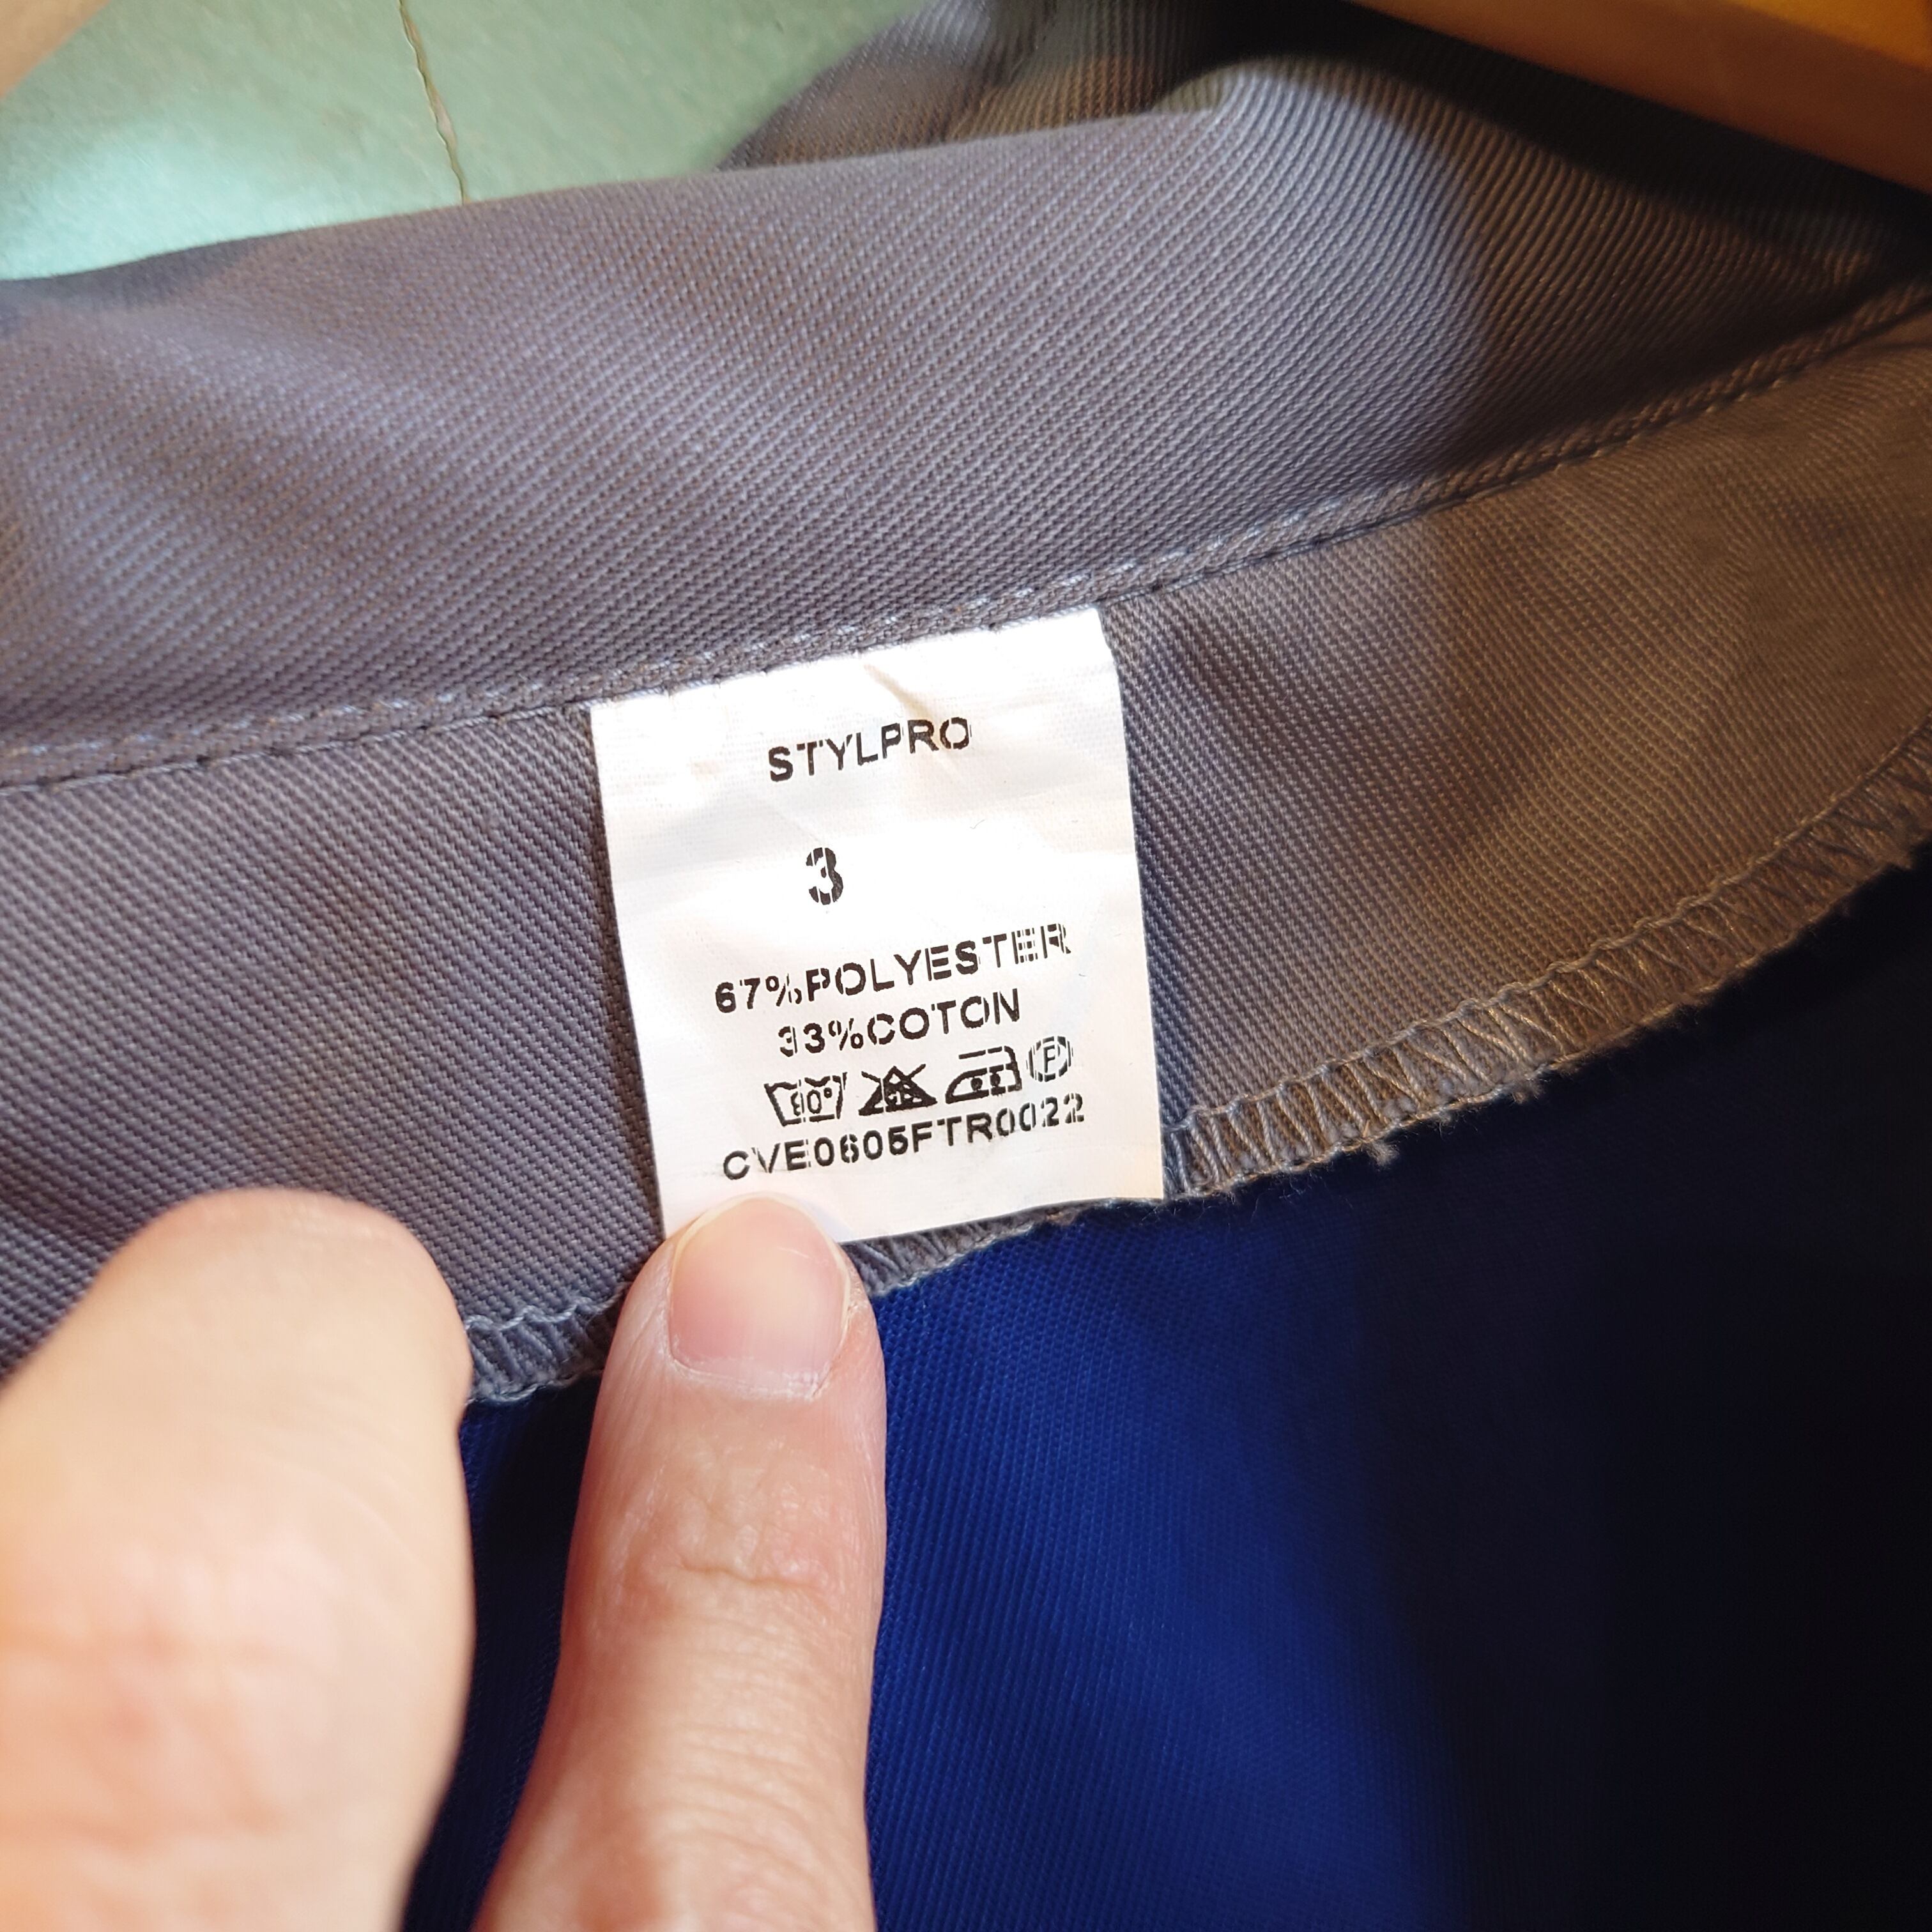 STYLPRO
3
67%POLYESTER
33%COTON
CVE0605FTR0022